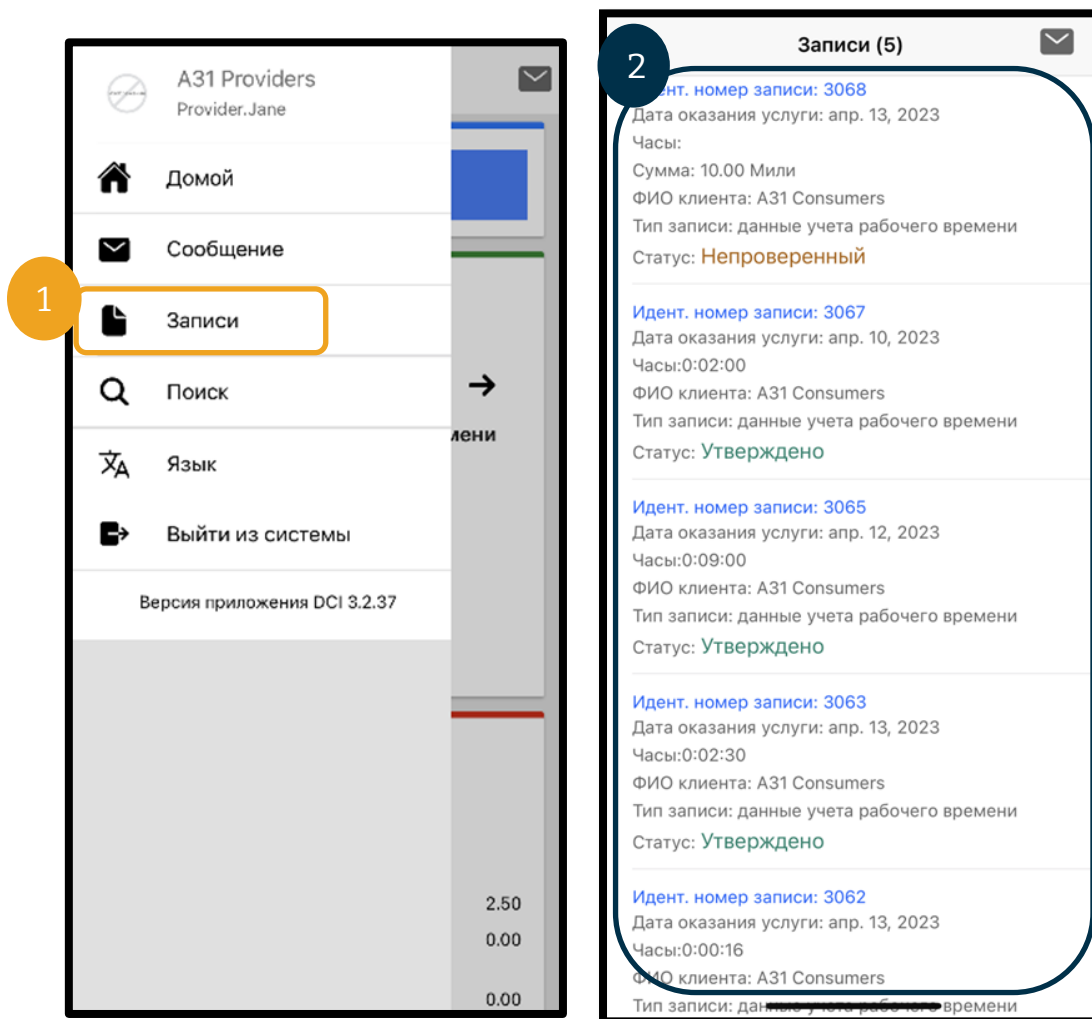 A31 Providers
Provider.Jane
Домой
Сообщение
1
Записи
Поиск
мени
Язык
Выйти из системы
Версия приложения DCI 3.2.37
2.50
0.00
0.00
2
Записи (5)
ент. номер записи: 3068
Дата оказания услуги: апр. 13, 2023
Часы:
Сумма: 10.00 Мили
ФИО клиента: A31 Consumers
Тип записи: данные учета рабочего времени
Статус: Непроверенный
Идент. номер записи: 3067
Дата оказания услуги: апр. 10, 2023
Часы:0:02:00
ФИО клиента: A31 Consumers
Тип записи: данные учета рабочего времени
Статус: Утверждено
Идент. номер записи: 3065
Дата оказания услуги: апр. 12, 2023
Часы:0:09:00
ФИО клиента: A31 Consumers
Тип записи: данные учета рабочего времени
Статус: Утверждено
Идент. номер записи: 3063
Дата оказания услуги: апр. 13, 2023
Часы:0:02:30
ФИО клиента: A31 Consumers
Тип записи: данные учета рабочего времени
Статус: Утверждено
Идент. номер записи: 3062
Дата оказания услуги: апр. 13, 2023
Часы:0:00:16
ФИО клиента: A31 Consumers
Тип записи: данные учета рабочего времени